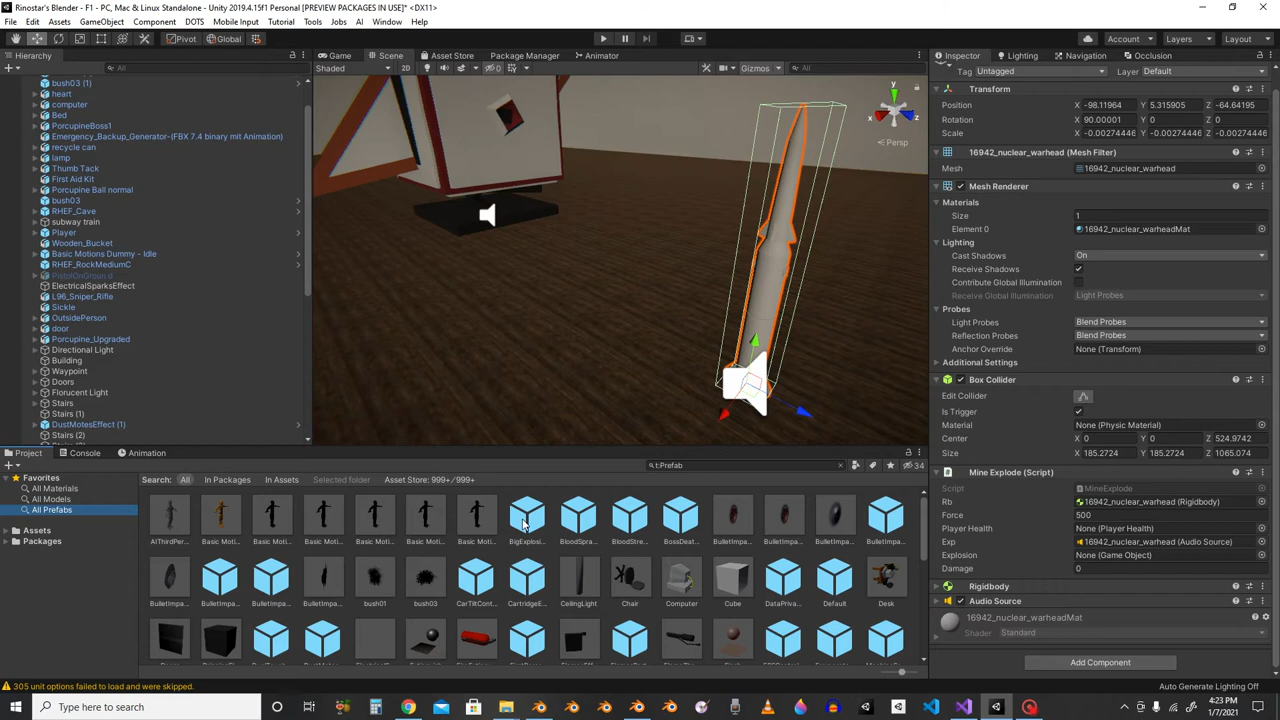 Rinostar's Blender - F1 - PC, Mac & Linux Standalone - Unity 2019.4.15f1 Personal [PREVIEW PACKAGES IN USE]* <DX11>
File Edit Assets GameObject Component DOTS Mobile Input Tutorial Tools Jobs AI Window Help
Pivot Global Account Layers Layout
Hierarchy Game Scene Asset Store Package Manager Animator Inspector Lighting Navigation Occlusion
All Shaded 2D 0 Gizmos All
Tag Untagged Layer Default
bush03 (1)
heart
computer
Bed
PorcupineBoss1
Emergency_Backup_Generator-(FBX 7.4 binary mit Animation)
recycle can
lamp
Thumb Tack
First Aid Kit
Porcupine Ball normal
bush03
RHEF_Cave
subway train
Player
Wooden_Bucket
Basic Motions Dummy - Idle
RHEF_RockMediumC
PistolOnGround
ElectricalSparksEffect
L96_Sniper_Rifle
Sickle
OutsidePerson
door
Porcupine_Upgraded
Directional Light
Building
Waypoint
Doors
Florucent Light
Stairs
Stairs (1)
DustMotesEffect (1)
Stairs (2)
y
x z
Persp
Transform
Position X -98.11964 Y 5.315905 Z -64.64195
Rotation X 90.00001 Y 0 Z 0
Scale X -0.00274446 Y -0.00274446 Z -0.00274446
16942_nuclear_warhead (Mesh Filter)
Mesh 16942_nuclear_warhead
Mesh Renderer
Materials
Size 1
Element 0 16942_nuclear_warheadMat
Lighting
Cast Shadows On
Receive Shadows
Contribute Global Illumination
Receive Global Illumination Light Probes
Probes
Light Probes Blend Probes
Reflection Probes Blend Probes
Anchor Override None (Transform)
Additional Settings
Box Collider
Edit Collider
Is Trigger
Material None (Physic Material)
Center X 0 Y 0 Z 524.9742
Size X 185.2724 Y 185.2724 Z 1065.074
Mine Explode (Script)
Script MineExplode
Rb 16942_nuclear_warhead (Rigidbody)
Force 500
Player Health None (Player Health)
Exp 16942_nuclear_warhead (Audio Source)
Explosion None (Game Object)
Damage 0
Rigidbody
Audio Source
16942_nuclear_warheadMat
Shader Standard
Add Component
Project Console Animation
t:Prefab 34
Favorites
All Materials
All Models
All Prefabs
Assets
Packages
Search: All In Packages In Assets Selected folder Asset Store: 999+/999+
AIThirdPer... Basic Moti... Basic Moti... Basic Moti... Basic Moti... Basic Moti... Basic Moti... BigExplosi... BloodSpra... BloodStre... BossDeat... BulletImpa... BulletImpa... BulletImpa... BulletImpa...
BulletImpa... BulletImpa... BulletImpa... BulletImpa... bush01 bush03 CarTiltCont... CartridgeE... CeilingLight Chair Computer Cube DataPriva... Default Desk
305 unit options failed to load and were skipped.
Auto Generate Lighting Off
Type here to search
4:23 PM
1/7/2021